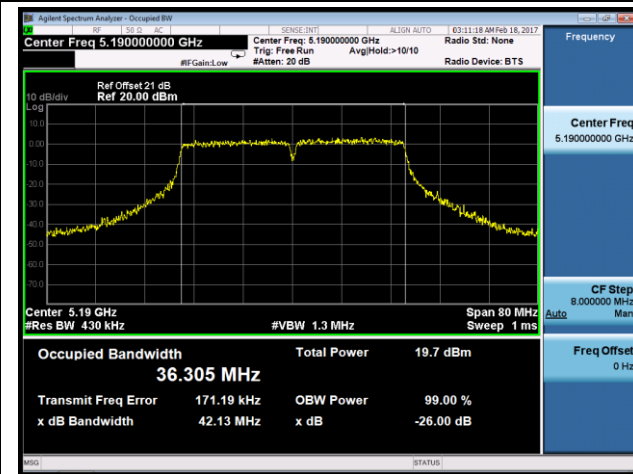 Agilent Spectrum Analyzer - Occupied BW
RF 50 Ω AC SENSE:INT ALIGN AUTO 03:11:18 AM Feb 18, 2017
Center Freq 5.190000000 GHz
Center Freq: 5.190000000 GHz
Radio Std: None
Trig: Free Run Avg|Hold:>10/10
#IFGain:Low
#Atten: 20 dB
Radio Device: BTS
Frequency
Ref Offset 21 dB
10 dB/div Ref 20.00 dBm
Log
10.0
0.00
-10.0
-20.0
-30.0
-40.0
-50.0
-60.0
-70.0
Center 5.19 GHz Span 80 MHz
#Res BW 430 kHz #VBW 1.3 MHz Sweep 1 ms
Occupied Bandwidth Total Power 19.7 dBm
36.305 MHz
Transmit Freq Error 171.19 kHz OBW Power 99.00 %
x dB Bandwidth 42.13 MHz x dB -26.00 dB
Center Freq
5.190000000 GHz
CF Step
8.000000 MHz
Auto Man
Freq Offset
0 Hz
MSG STATUS